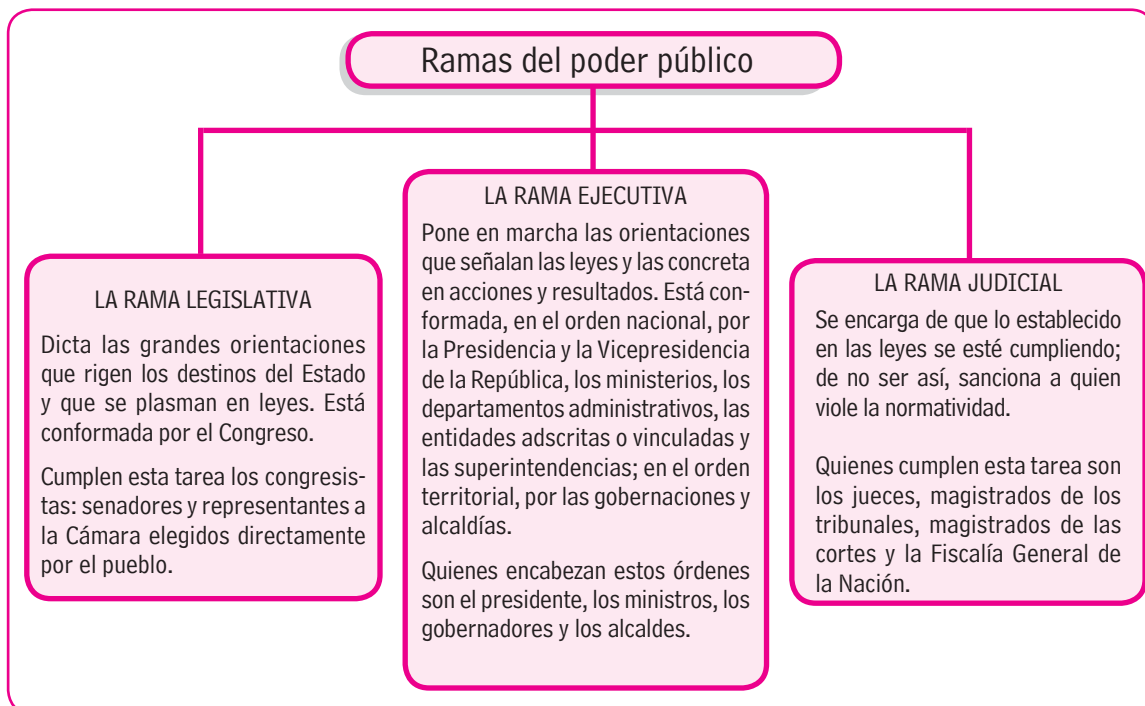 Ramas del poder público
LA RAMA LEGISLATIVA
Dicta las grandes orientaciones
que rigen los destinos del Estado
y que se plasman en leyes. Está
conformada por el Congreso.
Cumplen esta tarea los congresis-
tas: senadores y representantes a
la Cámara elegidos directamente
por el pueblo.
LA RAMA EJECUTIVA
Pone en marcha las orientaciones
que señalan las leyes y las concreta
en acciones y resultados. Está con-
formada, en el orden nacional, por
la Presidencia y la Vicepresidencia
de la República, los ministerios, los
departamentos administrativos, las
entidades adscritas o vinculadas y
las superintendencias; en el orden
territorial, por las gobernaciones y
alcaldías.
Quienes encabezan estos órdenes
son el presidente, los ministros, los
gobernadores y los alcaldes.
LA RAMA JUDICIAL
Se encarga de que lo establecido
en las leyes se esté cumpliendo;
de no ser así, sanciona a quien
viole la normatividad.
Quienes cumplen esta tarea son
los jueces, magistrados de los
tribunales, magistrados de las
cortes y la Fiscalía General de
la Nación.